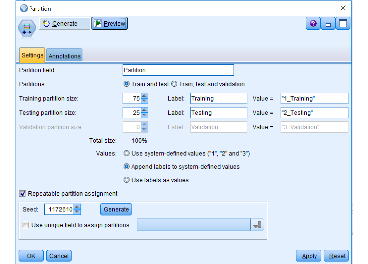 Partition
Generate Preview
Settings Annotations
Partition field Partition
Partitions Train and test Train, test and validation
Training partition size: 75 Label: Training Value = "1_Training"
Testing partition size: 25 Label: Testing Value = "2_Testing"
Validation partition size: 0 Label: Validation Value = "3_Validation"
Total size: 100%
Values: Use system-defined values ("1", "2" and "3")
Append labels to system-defined values
Use labels as values
Repeatable partition assignment
Seed: 1172610 Generate
Use unique field to assign partitions:
OK Cancel Apply Reset